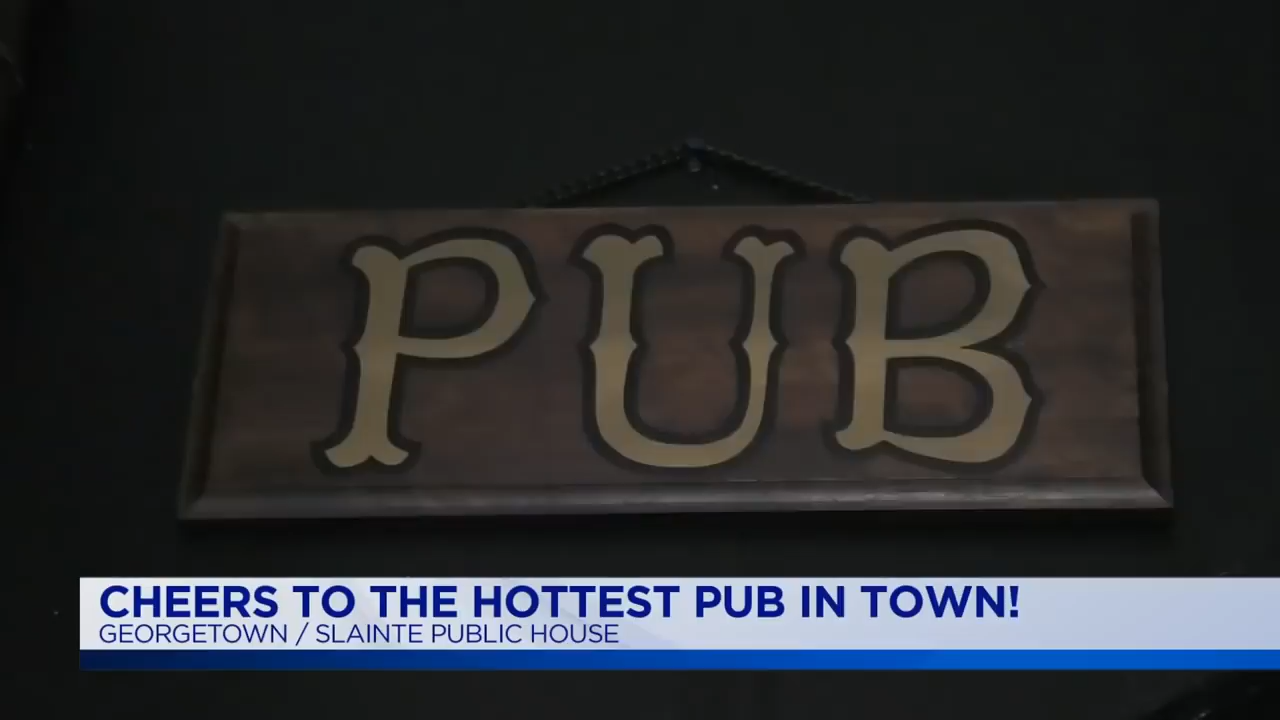 PUB
CHEERS TO THE HOTTEST PUB IN TOWN!
GEORGETOWN / SLAINTE PUBLIC HOUSE